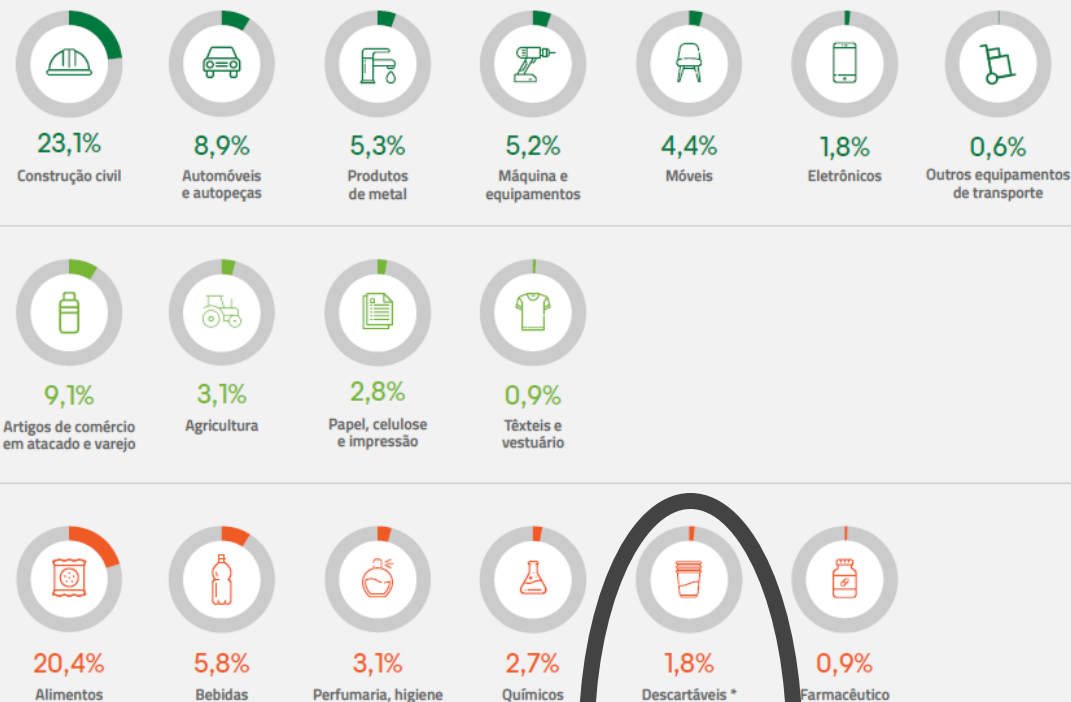 23,1%
Construção civil
8,9%
Automóveis
e autopeças
5,3%
Produtos
de metal
5,2%
Máquina e
equipamentos
4,4%
Móveis
1,8%
Eletrônicos
0,6%
Outros equipamentos
de transporte
9,1%
Artigos de comércio
em atacado e varejo
3,1%
Agricultura
2,8%
Papel, celulose
e impressão
0,9%
Têxteis e
vestuário
20,4%
Alimentos
5,8%
Bebidas
3,1%
Perfumaria, higiene
2,7%
Químicos
1,8%
Descartáveis *
0,9%
Farmacêutico